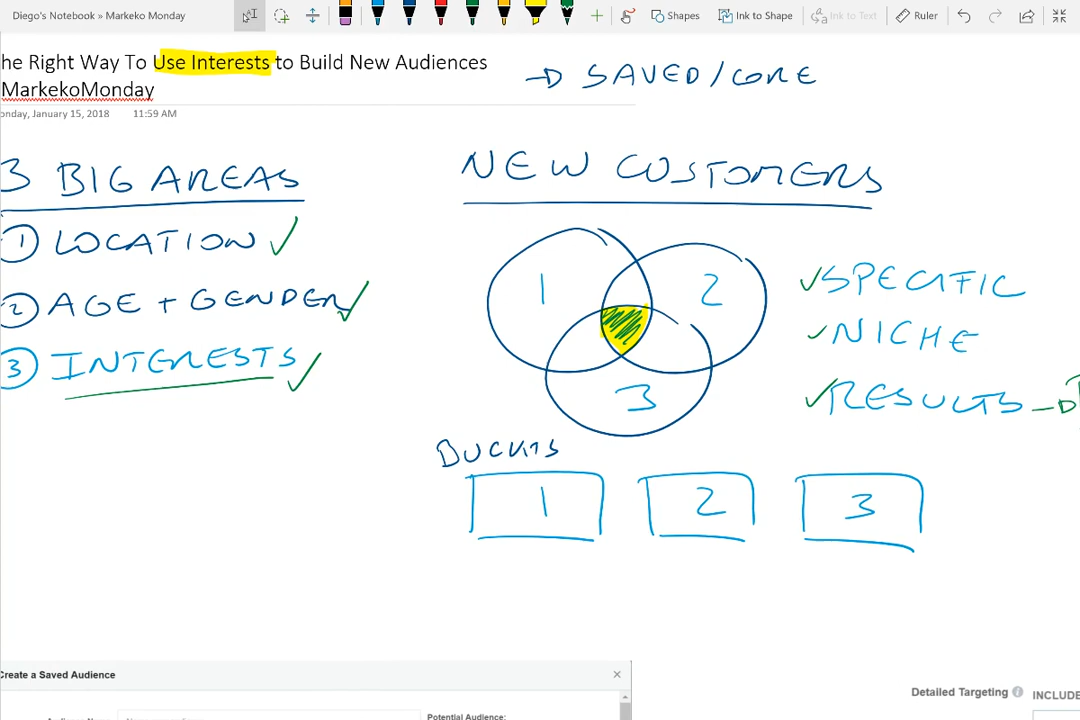 Diego's Notebook » Markeko Monday
Shapes
Ink to Shape
Ink to Text
Ruler
he Right Way To Use Interests to Build New Audiences
MarkekoMonday
onday, January 15, 2018 11:59 AM
→ SAVED/CORE
3 BIG AREAS
① LOCATION ✓
② AGE + GENDER ✓
③ INTERESTS ✓
NEW CUSTOMERS
1
2
3
✓SPECIFIC
✓NICHE
✓RESULTS →
BUCKETS
1
2
3
Create a Saved Audience
Potential Audience:
Detailed Targeting
INCLUDE